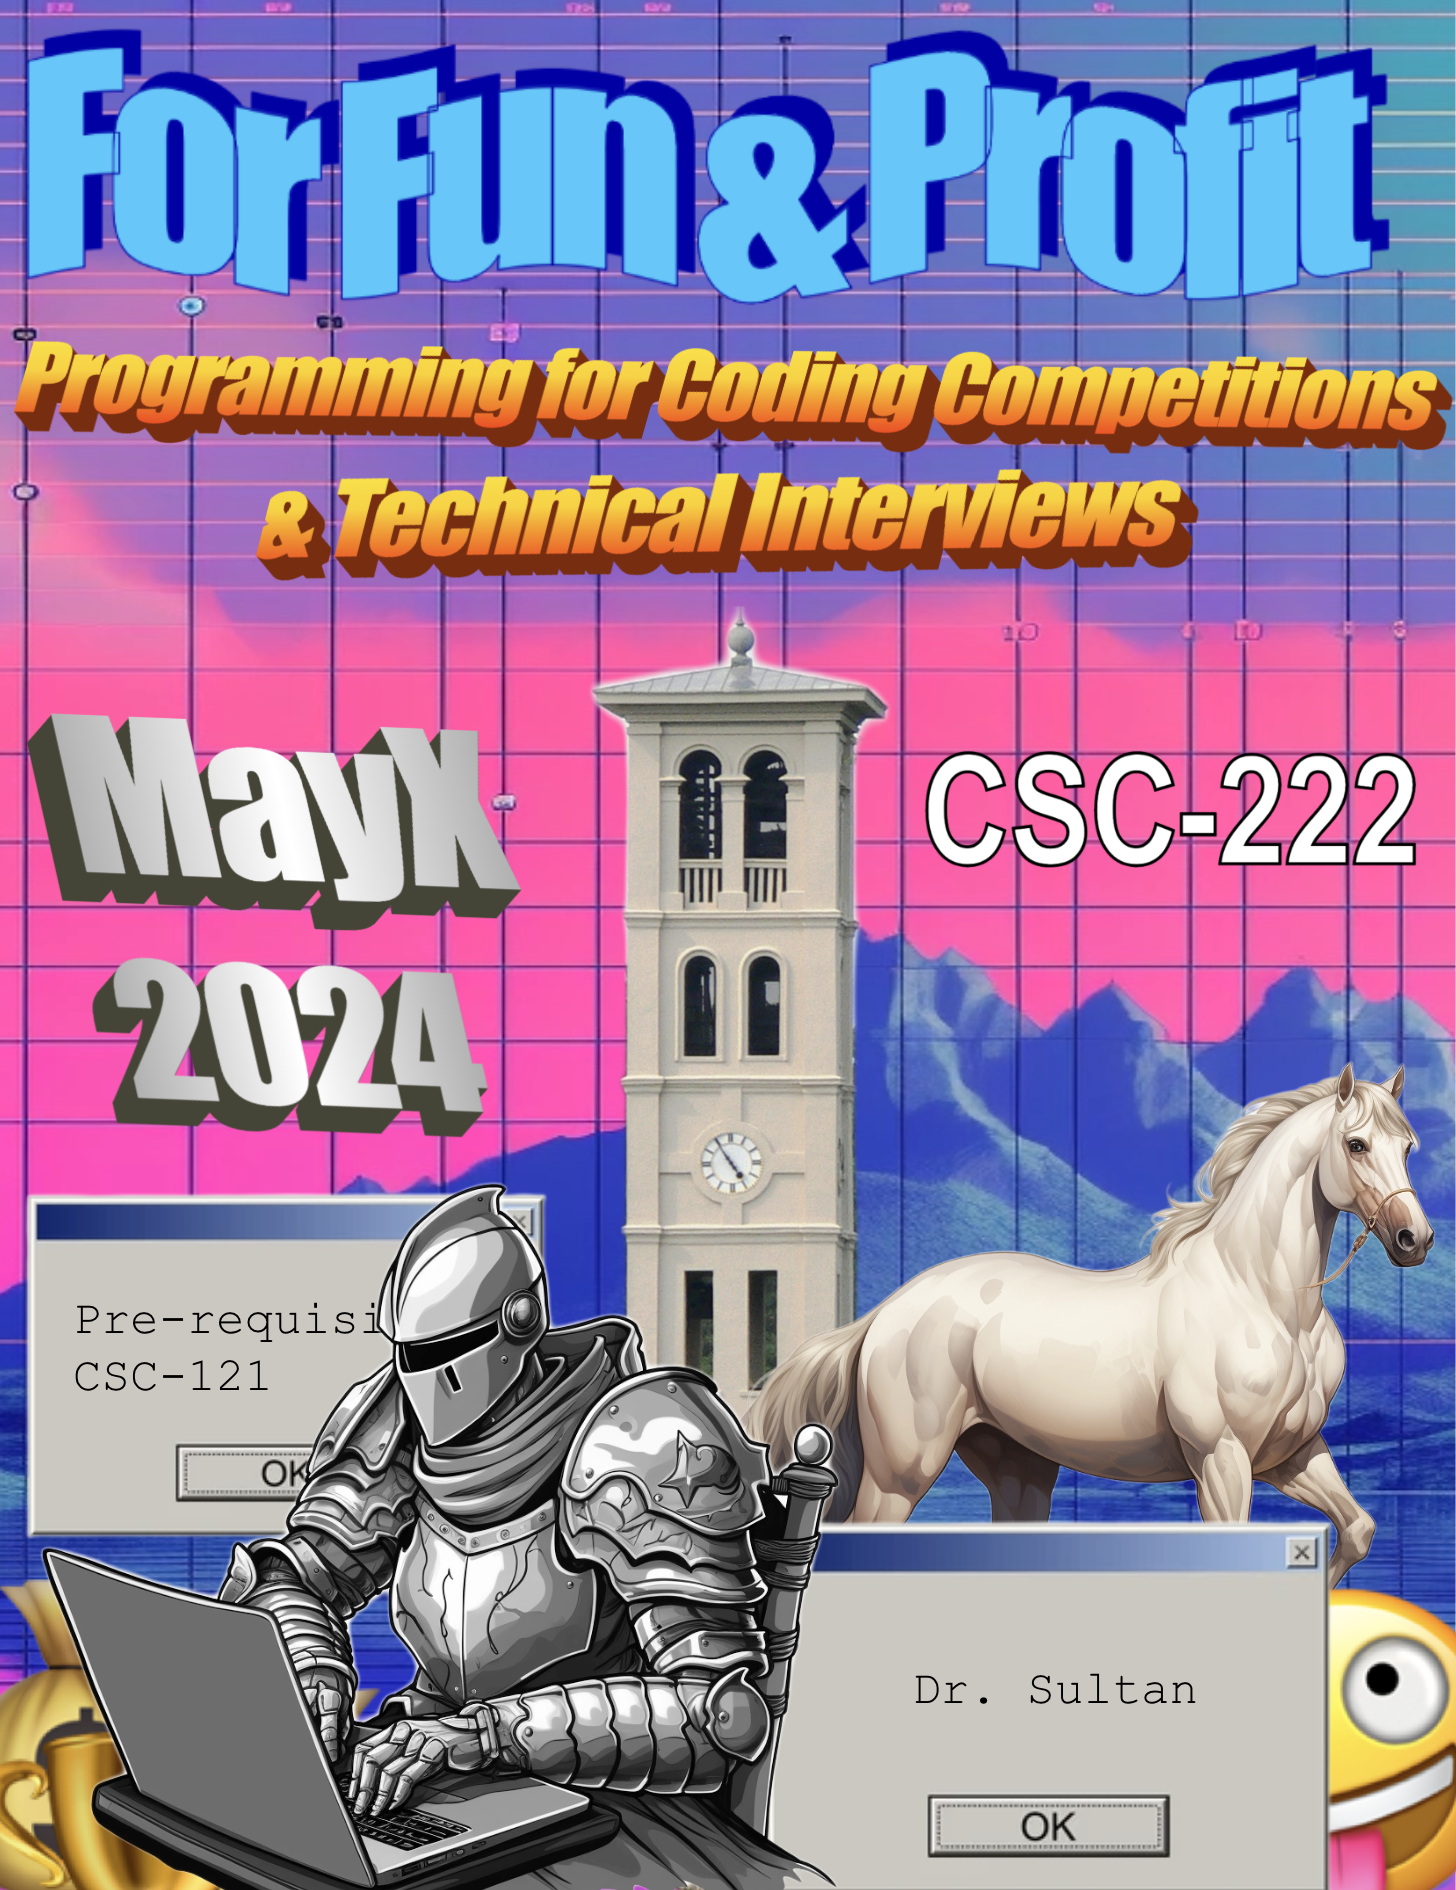 For Fun & Profit
Programming for Coding Competitions
& Technical Interviews
MayX
2024
CSC-222
Pre-requisi
CSC-121
OK
Dr. Sultan
OK